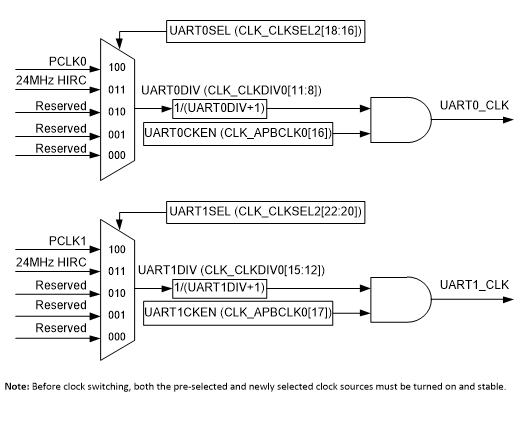 UART0SEL (CLK_CLKSEL2[18:16])
PCLK0
100
24MHz HIRC
011
UART0DIV (CLK_CLKDIV0[11:8])
Reserved
010
1/(UART0DIV+1)
UART0_CLK
Reserved
001
UART0CKEN (CLK_APBCLK0[16])
Reserved
000
UART1SEL (CLK_CLKSEL2[22:20])
PCLK1
100
24MHz HIRC
011
UART1DIV (CLK_CLKDIV0[15:12])
Reserved
010
1/(UART1DIV+1)
UART1_CLK
Reserved
001
UART1CKEN (CLK_APBCLK0[17])
Reserved
000
Note: Before clock switching, both the pre-selected and newly selected clock sources must be turned on and stable.